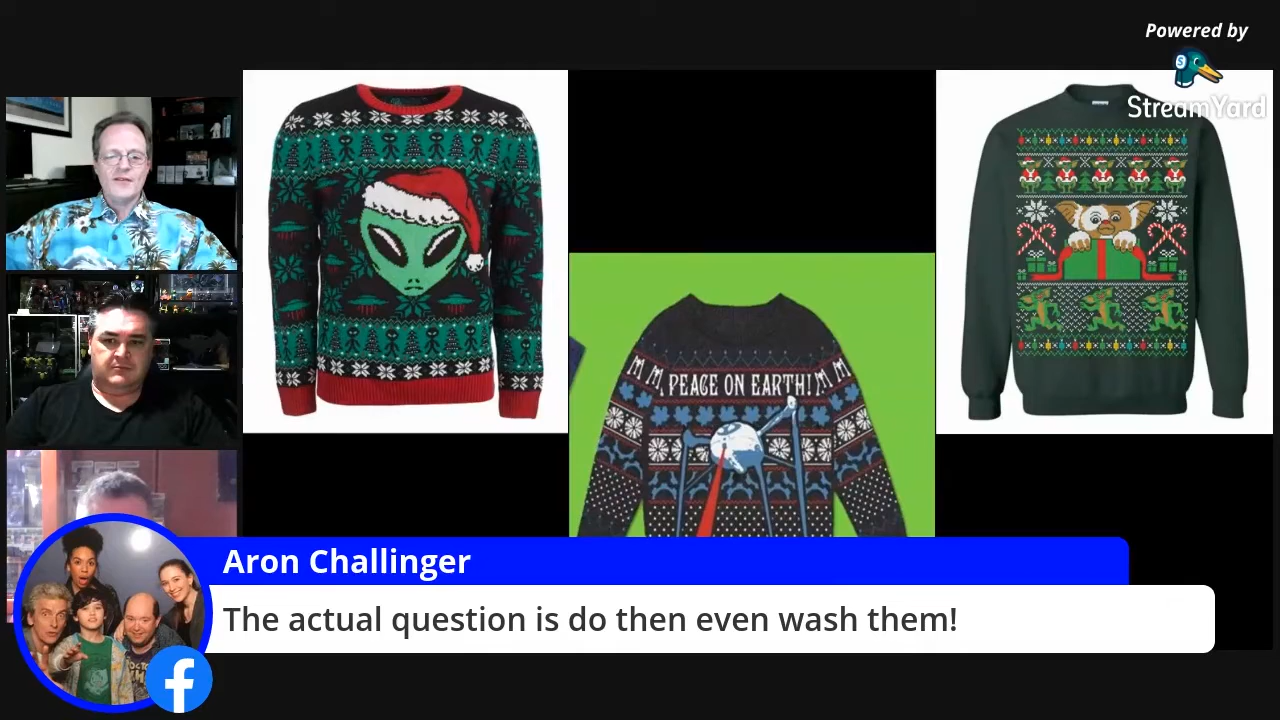 Powered by
StreamYard
PEACE ON EARTH!
Aron Challinger
The actual question is do then even wash them!